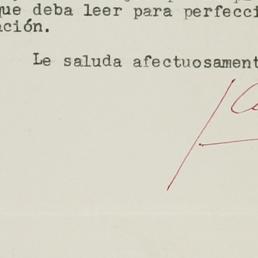 que deba leer para perfecci
ación.
Le saluda afectuosament